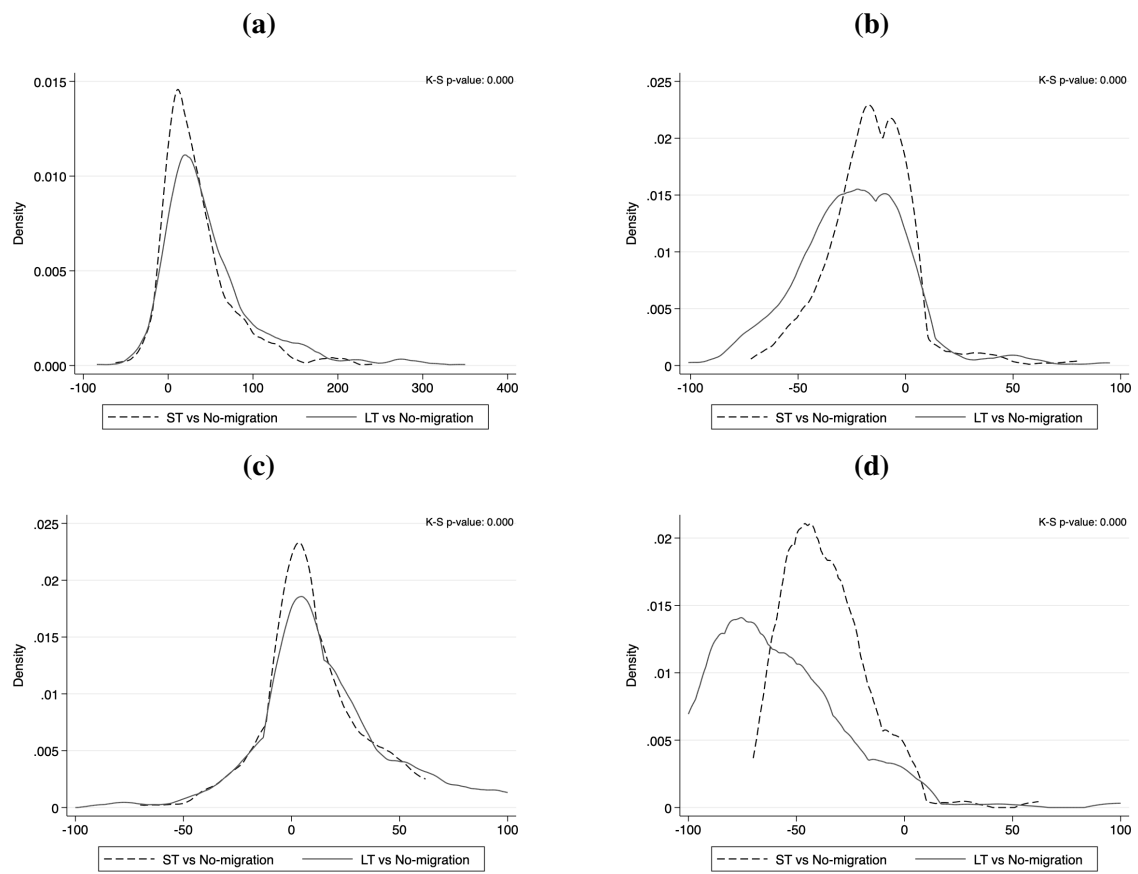 (a)
K-S p-value: 0.000
0.015
0.010
0.005
0.000
Density
-100 0 100 200 300 400
ST vs No-migration LT vs No-migration
(b)
K-S p-value: 0.000
.025
.02
.015
.01
.005
0
Density
-100 -50 0 50 100
ST vs No-migration LT vs No-migration
(c)
K-S p-value: 0.000
.025
.02
.015
.01
.005
0
Density
-100 -50 0 50 100
ST vs No-migration LT vs No-migration
(d)
K-S p-value: 0.000
.02
.015
.01
.005
0
Density
-100 -50 0 50 100
ST vs No-migration LT vs No-migration